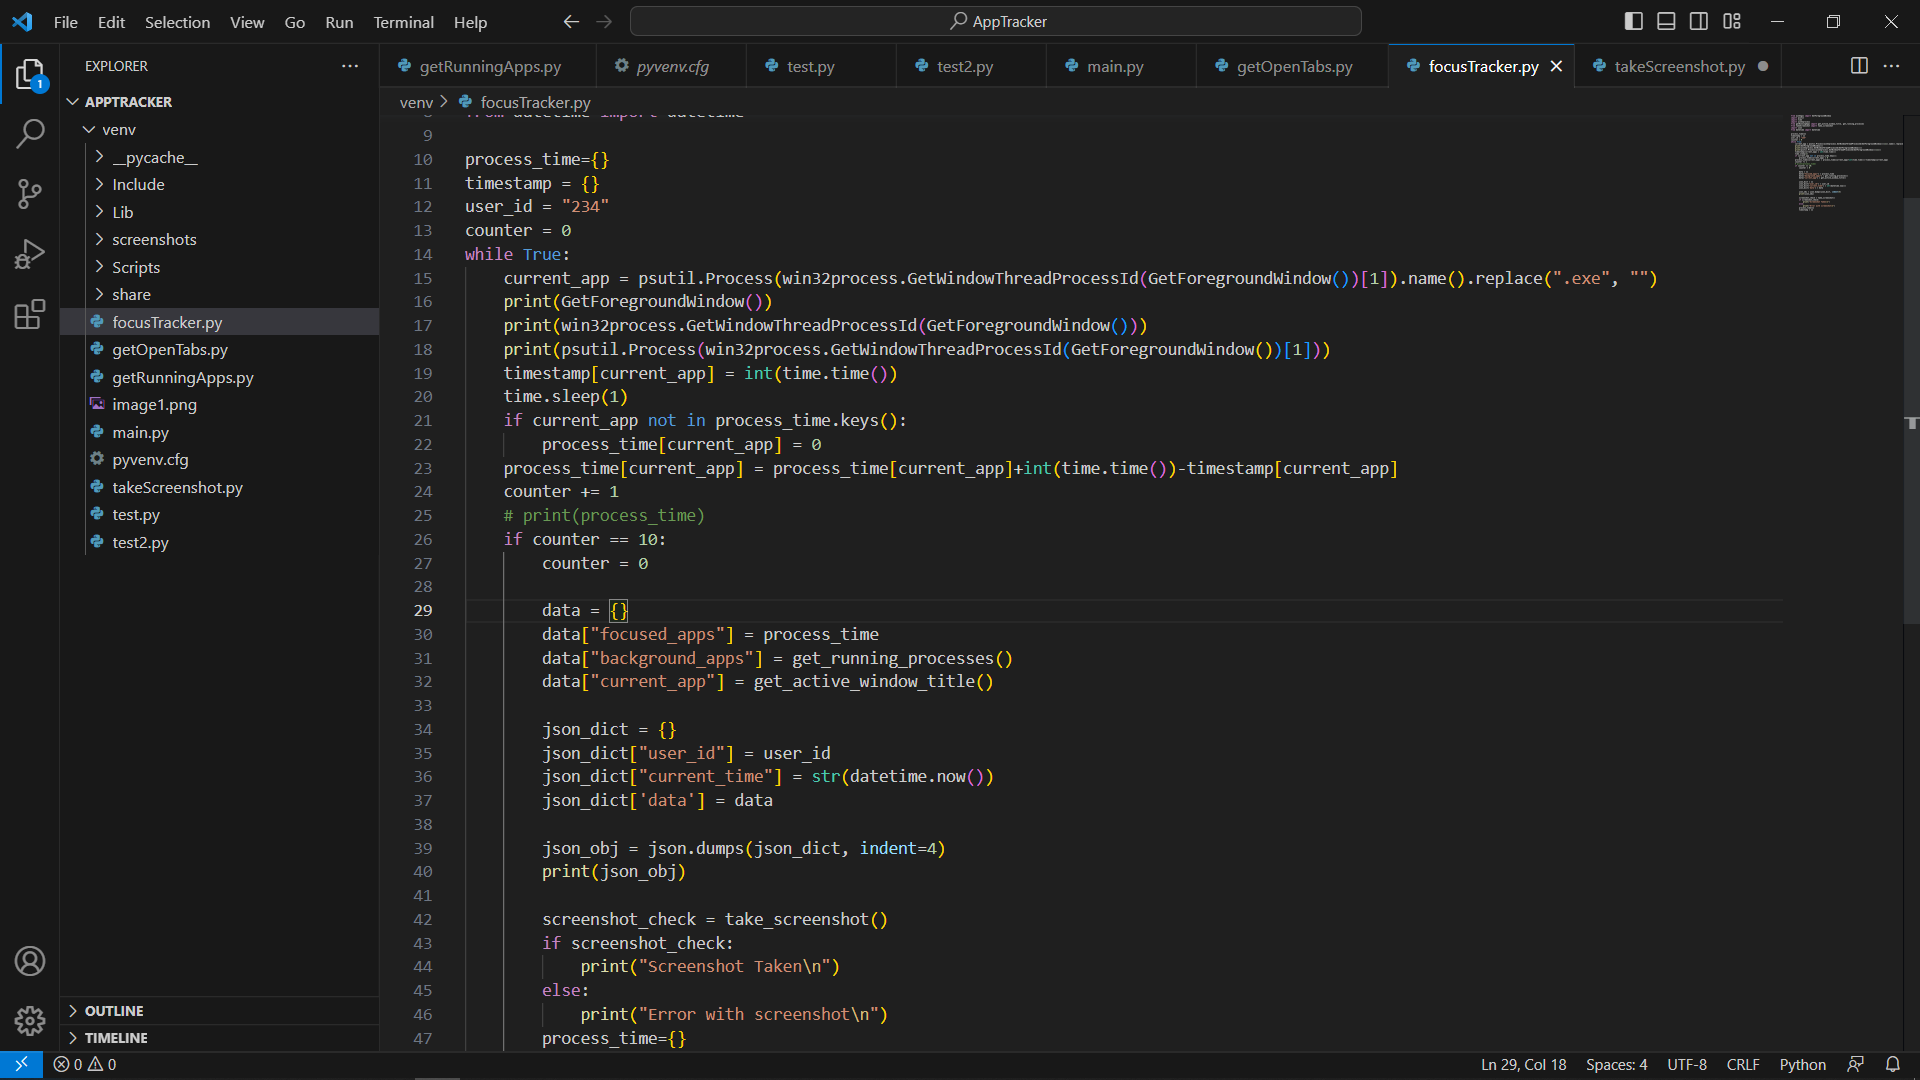 File Edit Selection View Go Run Terminal Help
AppTracker
EXPLORER
1
APPTRACKER
venv
__pycache__
Include
Lib
screenshots
Scripts
share
focusTracker.py
getOpenTabs.py
getRunningApps.py
image1.png
main.py
pyvenv.cfg
takeScreenshot.py
test.py
test2.py
OUTLINE
TIMELINE
getRunningApps.py pyvenv.cfg test.py test2.py main.py getOpenTabs.py focusTracker.py takeScreenshot.py
venv > focusTracker.py
8 from datetime import datetime
9
10 process_time={}
11 timestamp = {}
12 user_id = "234"
13 counter = 0
14 while True:
15 current_app = psutil.Process(win32process.GetWindowThreadProcessId(GetForegroundWindow())[1]).name().replace(".exe", "")
16 print(GetForegroundWindow())
17 print(win32process.GetWindowThreadProcessId(GetForegroundWindow()))
18 print(psutil.Process(win32process.GetWindowThreadProcessId(GetForegroundWindow())[1]))
19 timestamp[current_app] = int(time.time())
20 time.sleep(1)
21 if current_app not in process_time.keys():
22 process_time[current_app] = 0
23 process_time[current_app] = process_time[current_app]+int(time.time())-timestamp[current_app]
24 counter += 1
25 # print(process_time)
26 if counter == 10:
27 counter = 0
28
29 data = {}
30 data["focused_apps"] = process_time
31 data["background_apps"] = get_running_processes()
32 data["current_app"] = get_active_window_title()
33
34 json_dict = {}
35 json_dict["user_id"] = user_id
36 json_dict["current_time"] = str(datetime.now())
37 json_dict['data'] = data
38
39 json_obj = json.dumps(json_dict, indent=4)
40 print(json_obj)
41
42 screenshot_check = take_screenshot()
43 if screenshot_check:
44 print("Screenshot Taken\n")
45 else:
46 print("Error with screenshot\n")
47 process_time={}
0 0
Ln 29, Col 18 Spaces: 4 UTF-8 CRLF Python